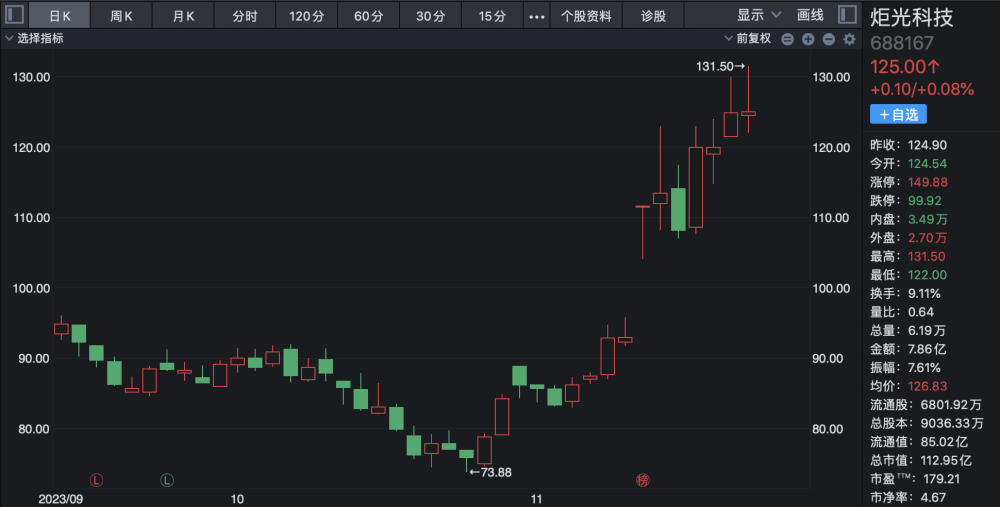 日K 周K 月K 分时 120分 60分 30分 15分 ••• 个股资料 诊股 显示 画线
选择指标 前复权
130.00 131.50→ 130.00
120.00 120.00
110.00 110.00
100.00 100.00
90.00 90.00
80.00 80.00
←73.88
L L 榜
2023/09 10 11
炬光科技
688167
125.00↑
+0.10/+0.08%
+自选
昨收: 124.90
今开: 124.54
涨停: 149.88
跌停: 99.92
内盘: 3.49万
外盘: 2.70万
最高: 131.50
最低: 122.00
换手: 9.11%
量比: 0.64
总量: 6.19万
金额: 7.86亿
振幅: 7.61%
均价: 126.83
流通股: 6801.92万
总股本: 9036.33万
流通值: 85.02亿
总市值: 112.95亿
市盈™: 179.21
市净率: 4.67